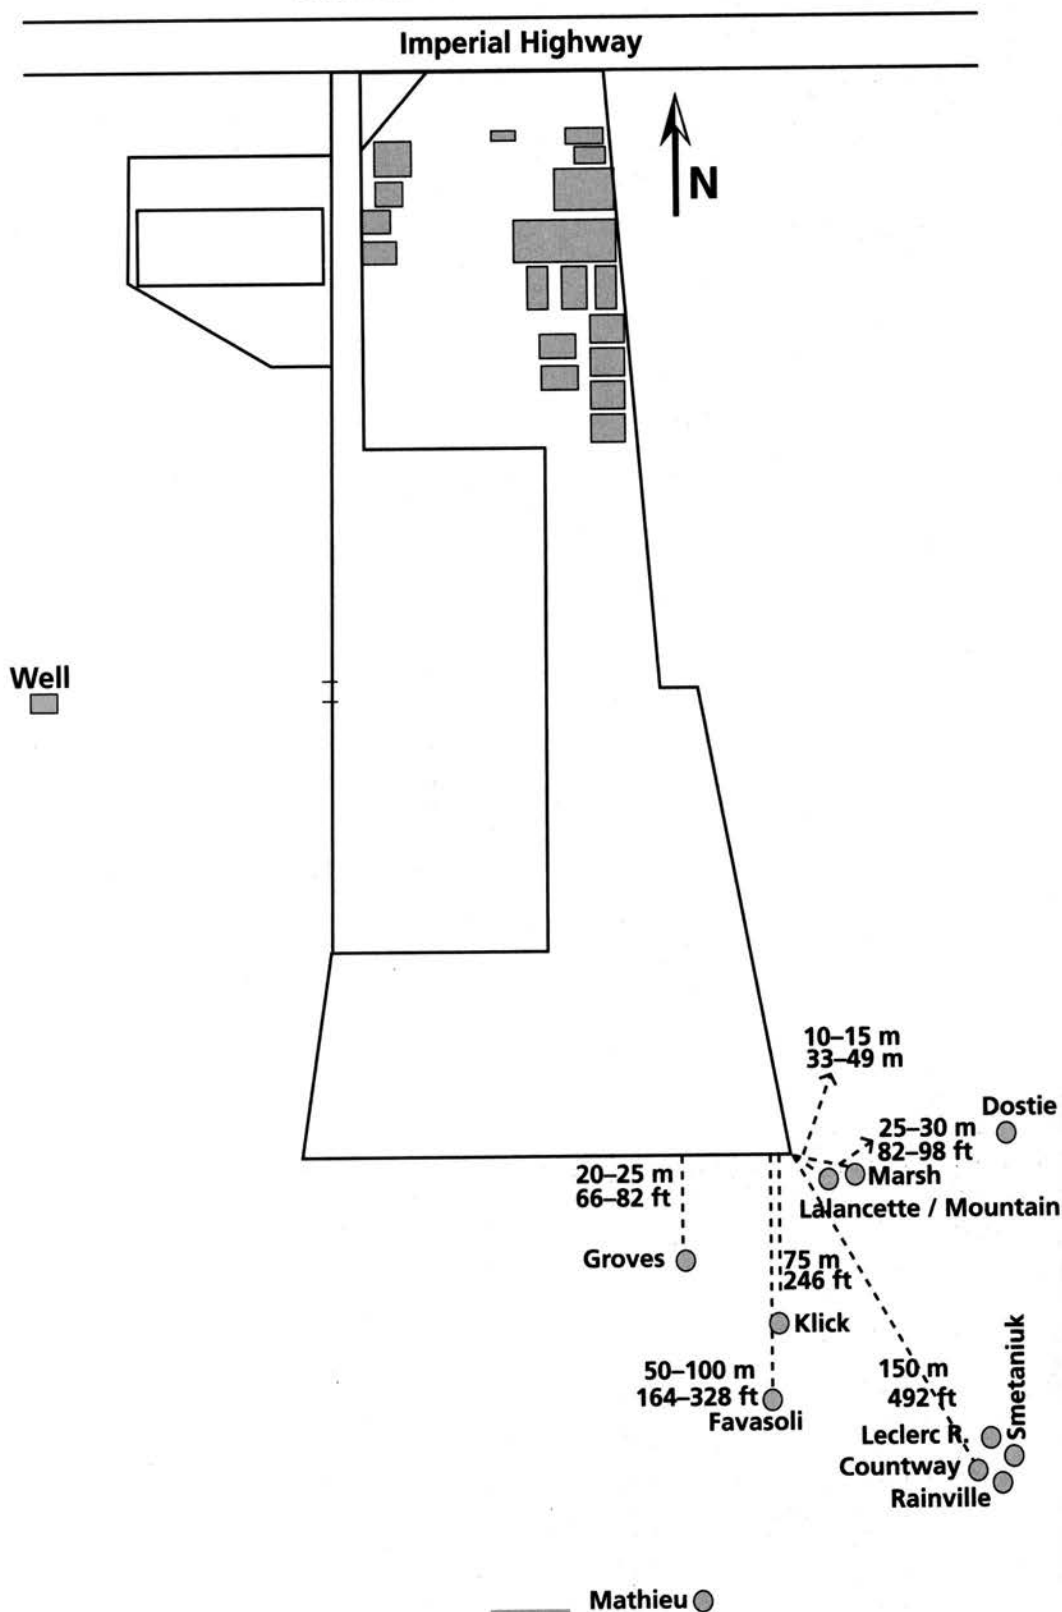 Imperial Highway
N
Well
10–15 m
33–49 m
Dostie
25–30 m
82–98 ft
Marsh
Lalancette / Mountain
20–25 m
66–82 ft
Groves
75 m
246 ft
Klick
50–100 m
164–328 ft
Favasoli
150 m
492 ft
Smetaniuk
Leclerc R.
Countway
Rainville
Mathieu